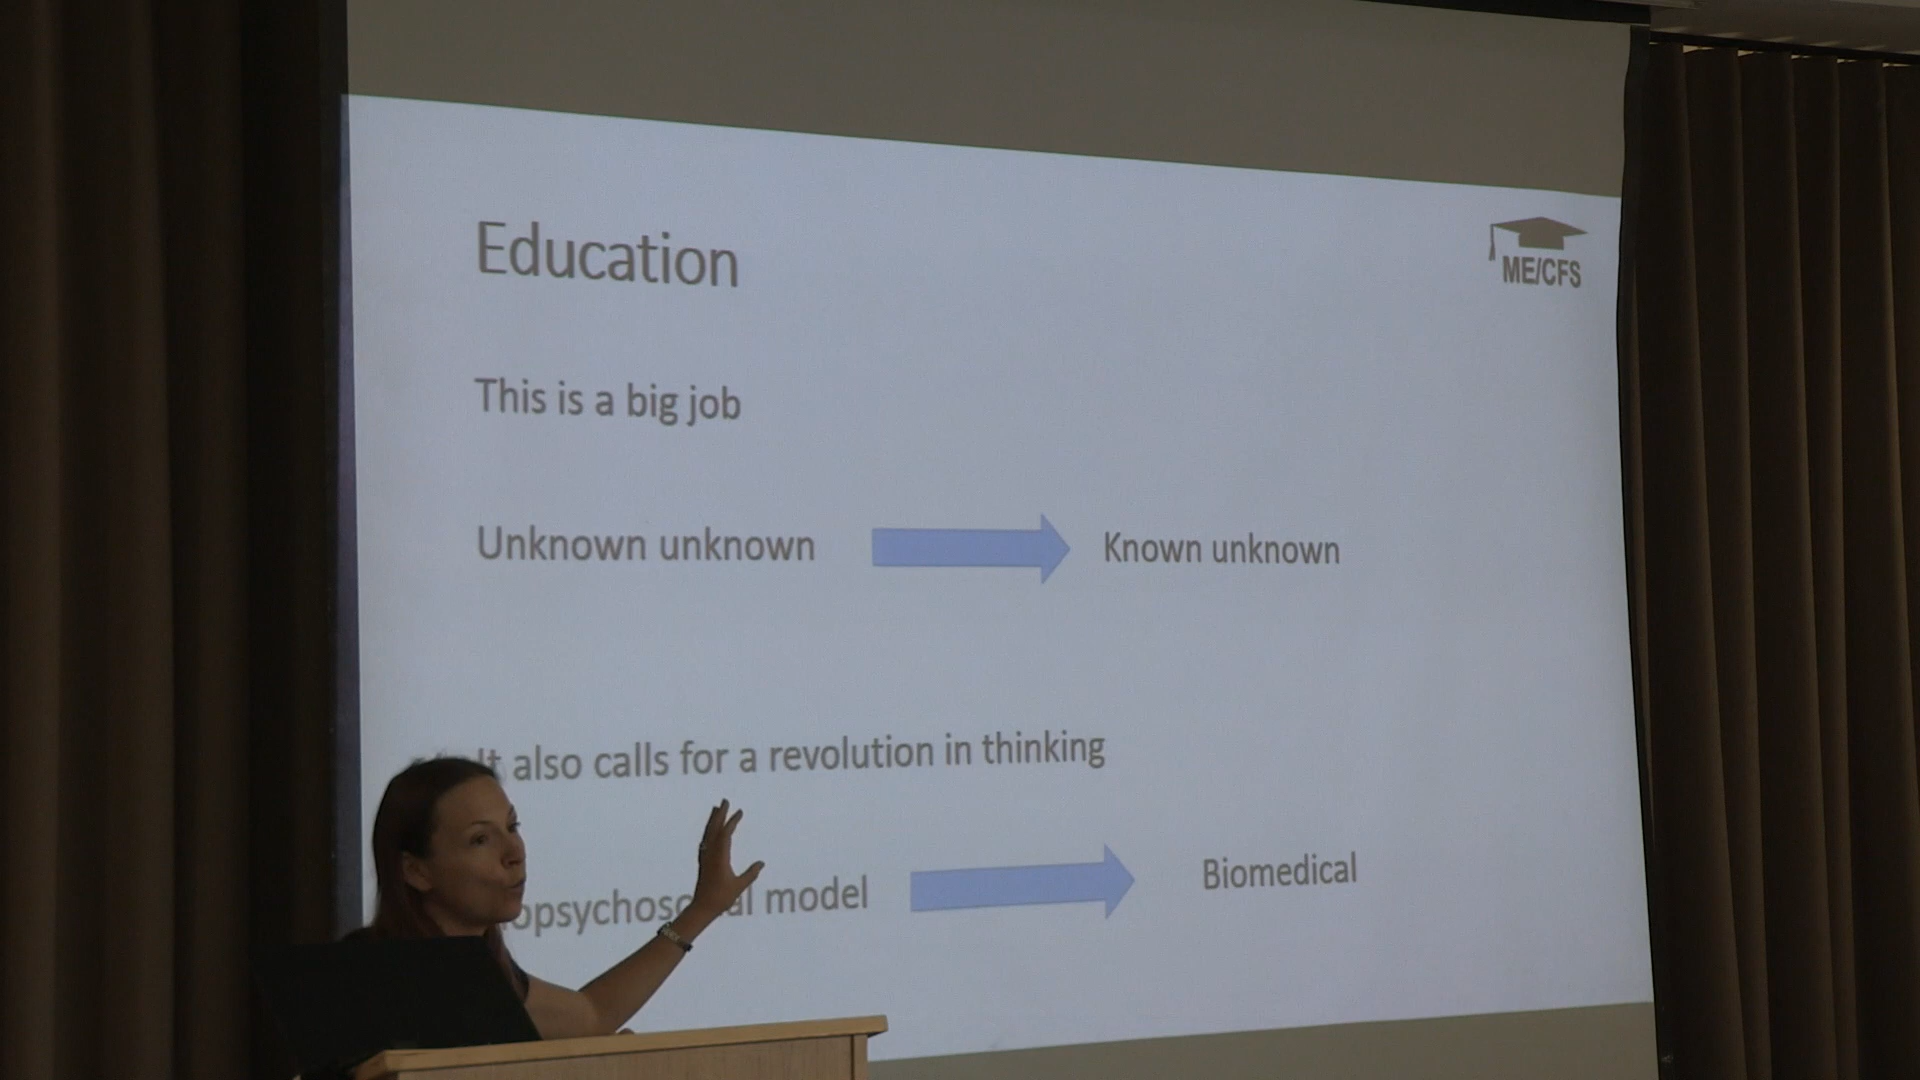 Education
ME/CFS
This is a big job
Unknown unknown
Known unknown
It also calls for a revolution in thinking
model
Biomedical